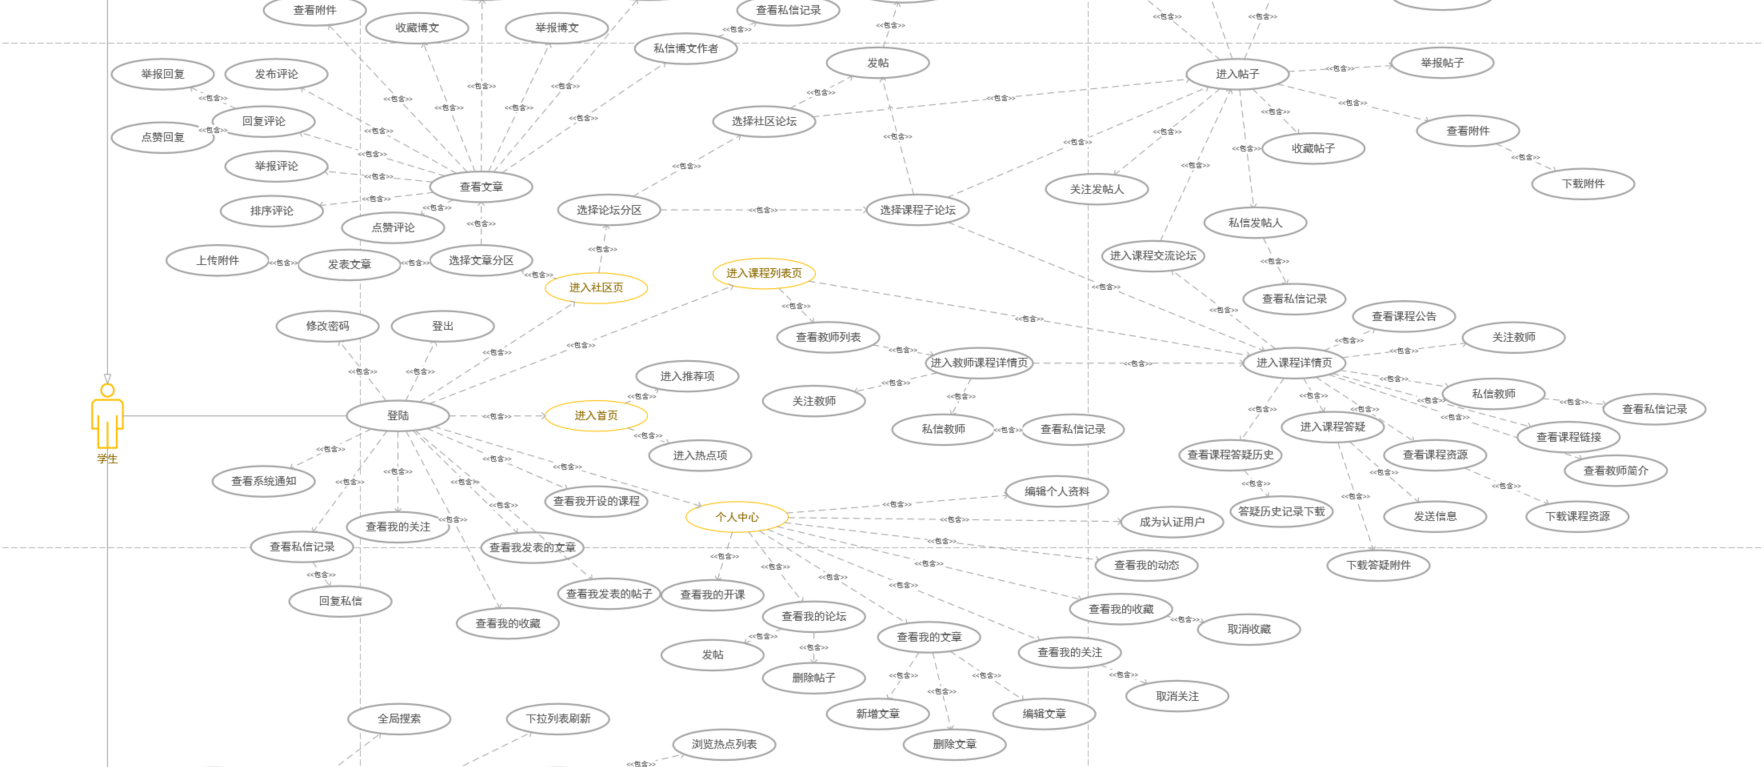 查看附件
收藏博文
举报博文
查看私信记录
私信博文作者
发帖
进入帖子
举报帖子
举报回复
发布评论
回复评论
点赞回复
选择社区论坛
查看附件
收藏帖子
举报评论
查看文章
下载附件
关注发帖人
排序评论
点赞评论
选择论坛分区
<<包含>>
选择课程子论坛
私信发帖人
上传附件
<<包含>>
发表文章
<<包含>>
选择文章分区
进入课程交流论坛
进入社区页
进入课程列表页
查看私信记录
修改密码
登出
查看教师列表
查看课程公告
关注教师
进入教师课程详情页
<<包含>>
进入课程详情页
进入推荐项
关注教师
私信教师
查看私信记录
登陆
<<包含>>
进入首页
私信教师
<<包含>>
查看私信记录
进入课程答疑
查看课程链接
学生
进入热点项
查看课程答疑历史
查看课程资源
查看教师简介
查看系统通知
查看我开设的课程
编辑个人资料
答疑历史记录下载
发送信息
下载课程资源
查看我的关注
个人中心
<<包含>>
成为认证用户
查看私信记录
查看我发表的文章
查看我的动态
下载答疑附件
回复私信
查看我发表的帖子
查看我的开课
查看我的收藏
查看我的收藏
查看我的论坛
取消收藏
查看我的文章
查看我的关注
发帖
删除帖子
取消关注
新增文章
编辑文章
删除文章
全局搜索
下拉列表刷新
浏览热点列表
<<包含>>